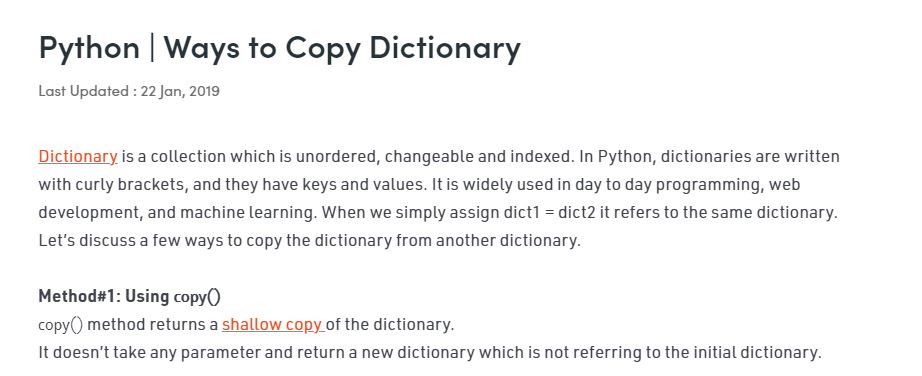 Python | Ways to Copy Dictionary
Last Updated : 22 Jan, 2019
Dictionary is a collection which is unordered, changeable and indexed. In Python, dictionaries are written
with curly brackets, and they have keys and values. It is widely used in day to day programming, web
development, and machine learning. When we simply assign dict1 = dict2 it refers to the same dictionary.
Let's discuss a few ways to copy the dictionary from another dictionary.
Method#1: Using copy()
copy() method returns a shallow copy of the dictionary.
It doesn't take any parameter and return a new dictionary which is not referring to the initial dictionary.